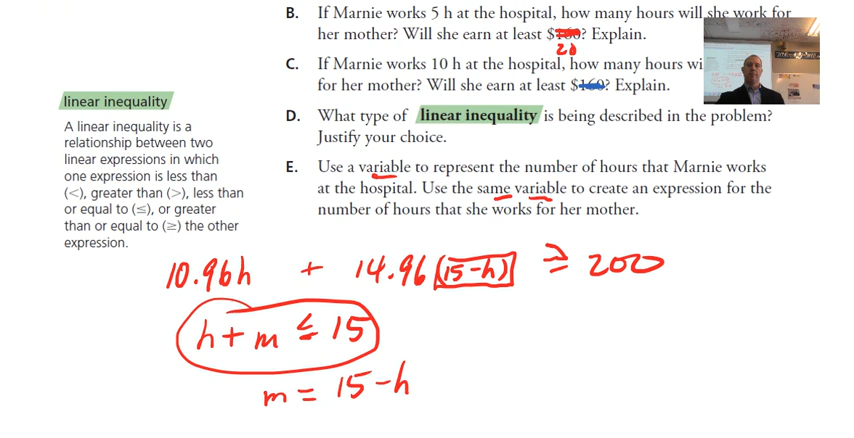 B. If Marnie works 5 h at the hospital, how many hours will she work for
her mother? Will she earn at least $160? Explain.
20
C. If Marnie works 10 h at the hospital, how many hours wi
for her mother? Will she earn at least $160? Explain.
linear inequality
A linear inequality is a
relationship between two
linear expressions in which
one expression is less than
(<), greater than (>), less than
or equal to (≤), or greater
than or equal to (≥) the other
expression.
D. What type of linear inequality is being described in the problem?
Justify your choice.
E. Use a variable to represent the number of hours that Marnie works
at the hospital. Use the same variable to create an expression for the
number of hours that she works for her mother.
10.96h + 14.96 (15-h) ≥ 200
h + m ≤ 15
m = 15-h